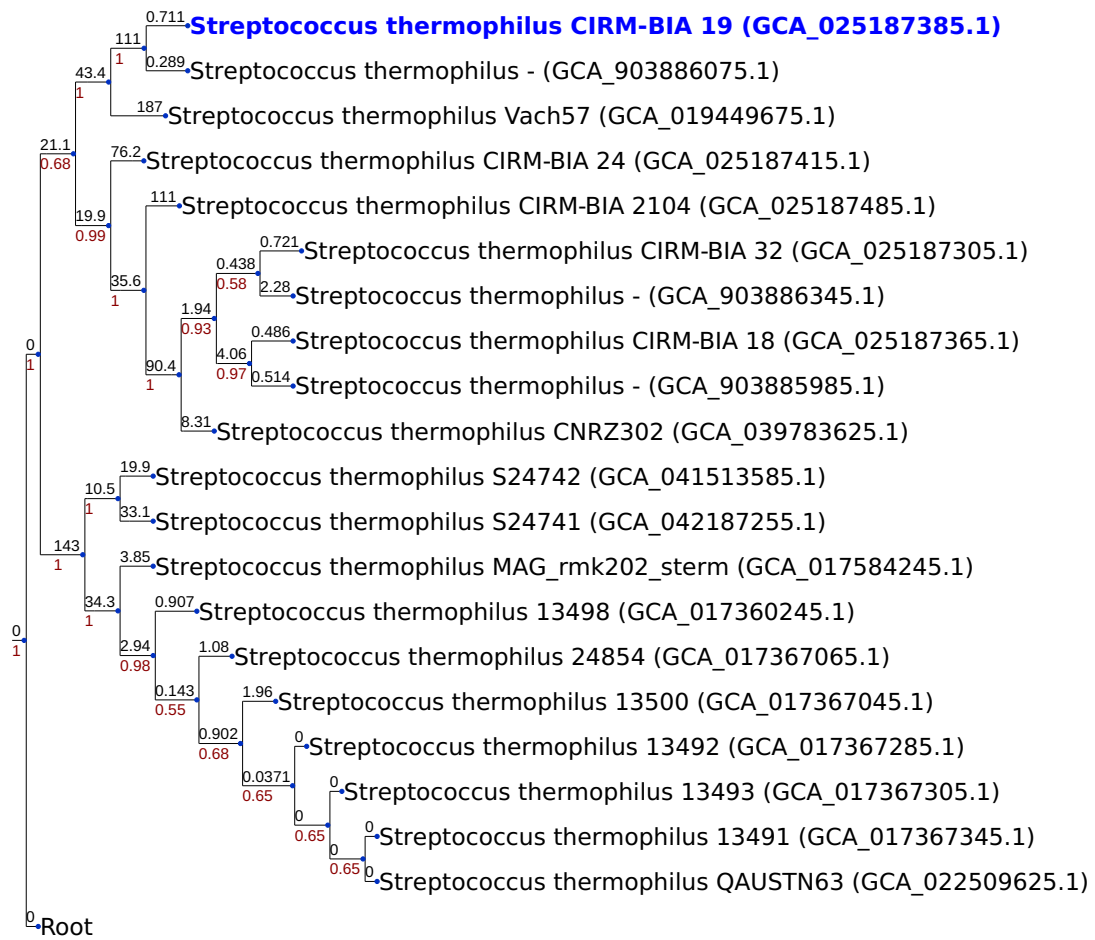 0.711
Streptococcus thermophilus CIRM-BIA 19 (GCA_025187385.1)
111
1
0.289
Streptococcus thermophilus - (GCA_903886075.1)
43.4
1
187
Streptococcus thermophilus Vach57 (GCA_019449675.1)
21.1
0.68
76.2
Streptococcus thermophilus CIRM-BIA 24 (GCA_025187415.1)
19.9
0.99
111
Streptococcus thermophilus CIRM-BIA 2104 (GCA_025187485.1)
35.6
1
0.721
Streptococcus thermophilus CIRM-BIA 32 (GCA_025187305.1)
0.438
0.58
2.28
Streptococcus thermophilus - (GCA_903886345.1)
1.94
0.93
0.486
Streptococcus thermophilus CIRM-BIA 18 (GCA_025187365.1)
4.06
0.97
0.514
Streptococcus thermophilus - (GCA_903885985.1)
90.4
1
8.31
Streptococcus thermophilus CNRZ302 (GCA_039783625.1)
0
1
19.9
Streptococcus thermophilus S24742 (GCA_041513585.1)
10.5
1
33.1
Streptococcus thermophilus S24741 (GCA_042187255.1)
143
1
3.85
Streptococcus thermophilus MAG_rmk202_sterm (GCA_017584245.1)
34.3
1
0.907
Streptococcus thermophilus 13498 (GCA_017360245.1)
2.94
0.98
1.08
Streptococcus thermophilus 24854 (GCA_017367065.1)
0.143
0.55
1.96
Streptococcus thermophilus 13500 (GCA_017367045.1)
0.902
0.68
0
Streptococcus thermophilus 13492 (GCA_017367285.1)
0.0371
0.65
0
Streptococcus thermophilus 13493 (GCA_017367305.1)
0
0.65
0
Streptococcus thermophilus 13491 (GCA_017367345.1)
0
0.65
0
Streptococcus thermophilus QAUSTN63 (GCA_022509625.1)
0
1
0
Root